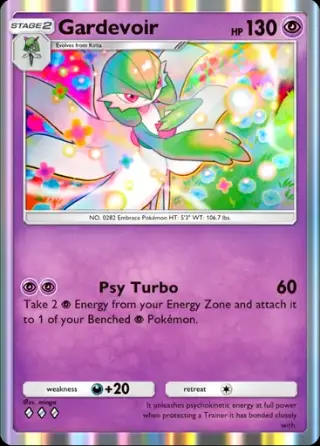 STAGE 2
Gardevoir
HP 130
Evolves from Kirlia
NO. 0282 Embrace Pokémon HT: 5'3" WT: 106.7 lbs.
Psy Turbo 60
Take 2 Energy from your Energy Zone and attach it
to 1 of your Benched Pokémon.
weakness +20 retreat
Illus. mingo
It unleashes psychokinetic energy at full power
when protecting a Trainer it has bonded closely
with.